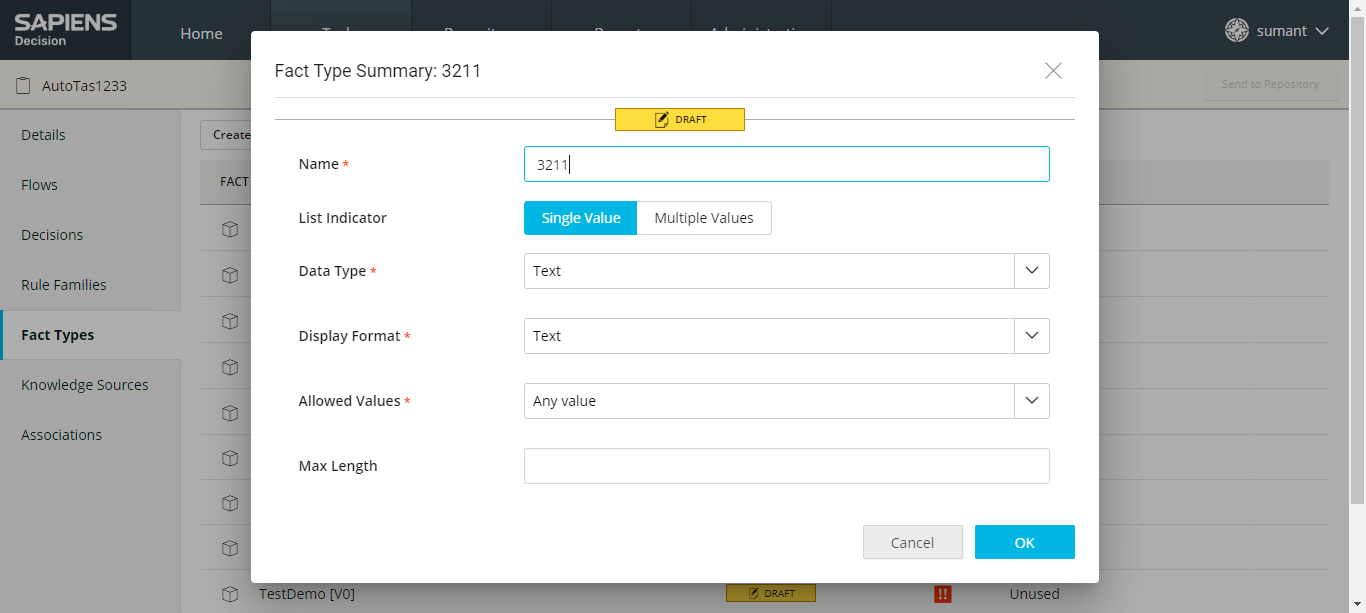 SAPIENS
Decision
Home
sumant
AutoTas1233
Send to Repository
Details
Flows
Decisions
Rule Families
Fact Types
Knowledge Sources
Associations
Create
FACT
Fact Type Summary: 3211
DRAFT
Name *
3211
List Indicator
Single Value
Multiple Values
Data Type *
Text
Display Format *
Text
Allowed Values *
Any value
Max Length
Cancel
OK
TestDemo [V0]
DRAFT
!!
Unused